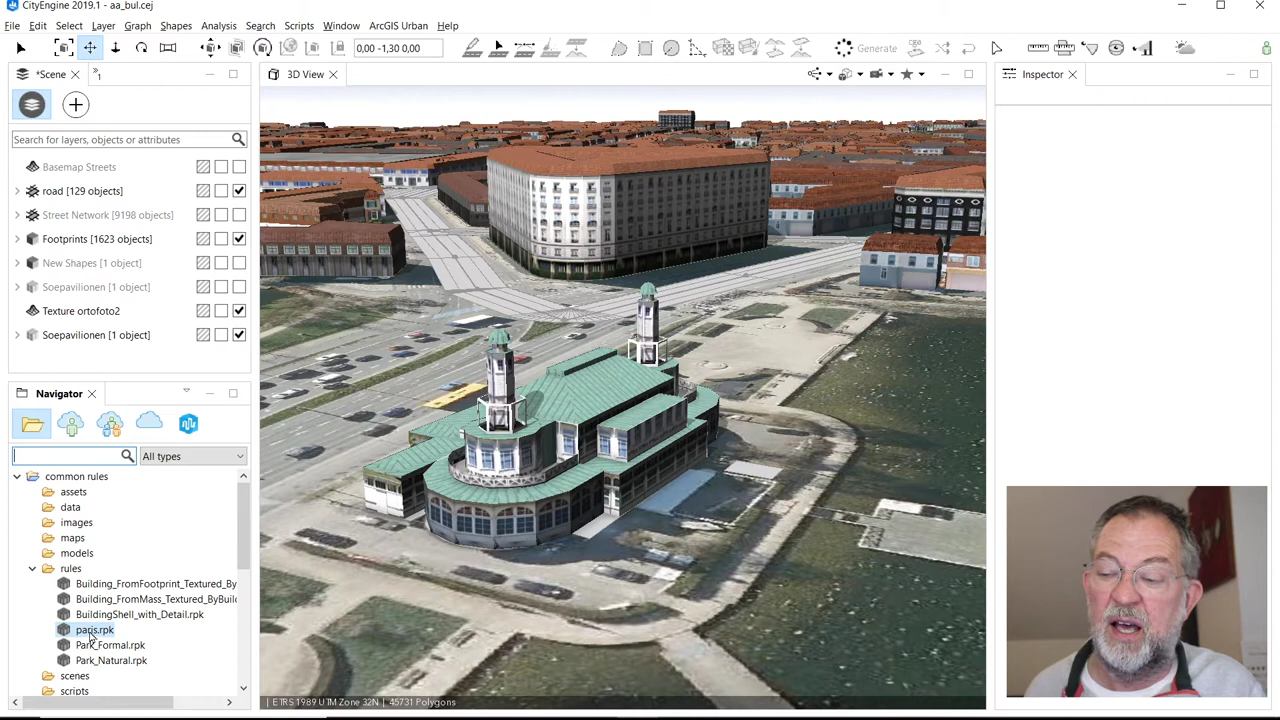 CityEngine 2019.1 - aa_bul.cej
File Edit Select Layer Graph Shapes Analysis Search Scripts Window ArcGIS Urban Help
0,00 -1,30 0,00
Generate
*Scene
»1
3D View
Inspector
Search for layers, objects or attributes
Basemap Streets
road [129 objects]
Street Network [9198 objects]
Footprints [1623 objects]
New Shapes [1 object]
Soepavilionen [1 object]
Texture ortofoto2
Soepavilionen [1 object]
Navigator
All types
common rules
assets
data
images
maps
models
rules
Building_FromFootprint_Textured_By
Building_FromMass_Textured_ByBuild
BuildingShell_with_Detail.rpk
paris.rpk
Park_Formal.rpk
Park_Natural.rpk
scenes
scripts
ETRS 1989 UTM Zone 32N | 45731 Polygons